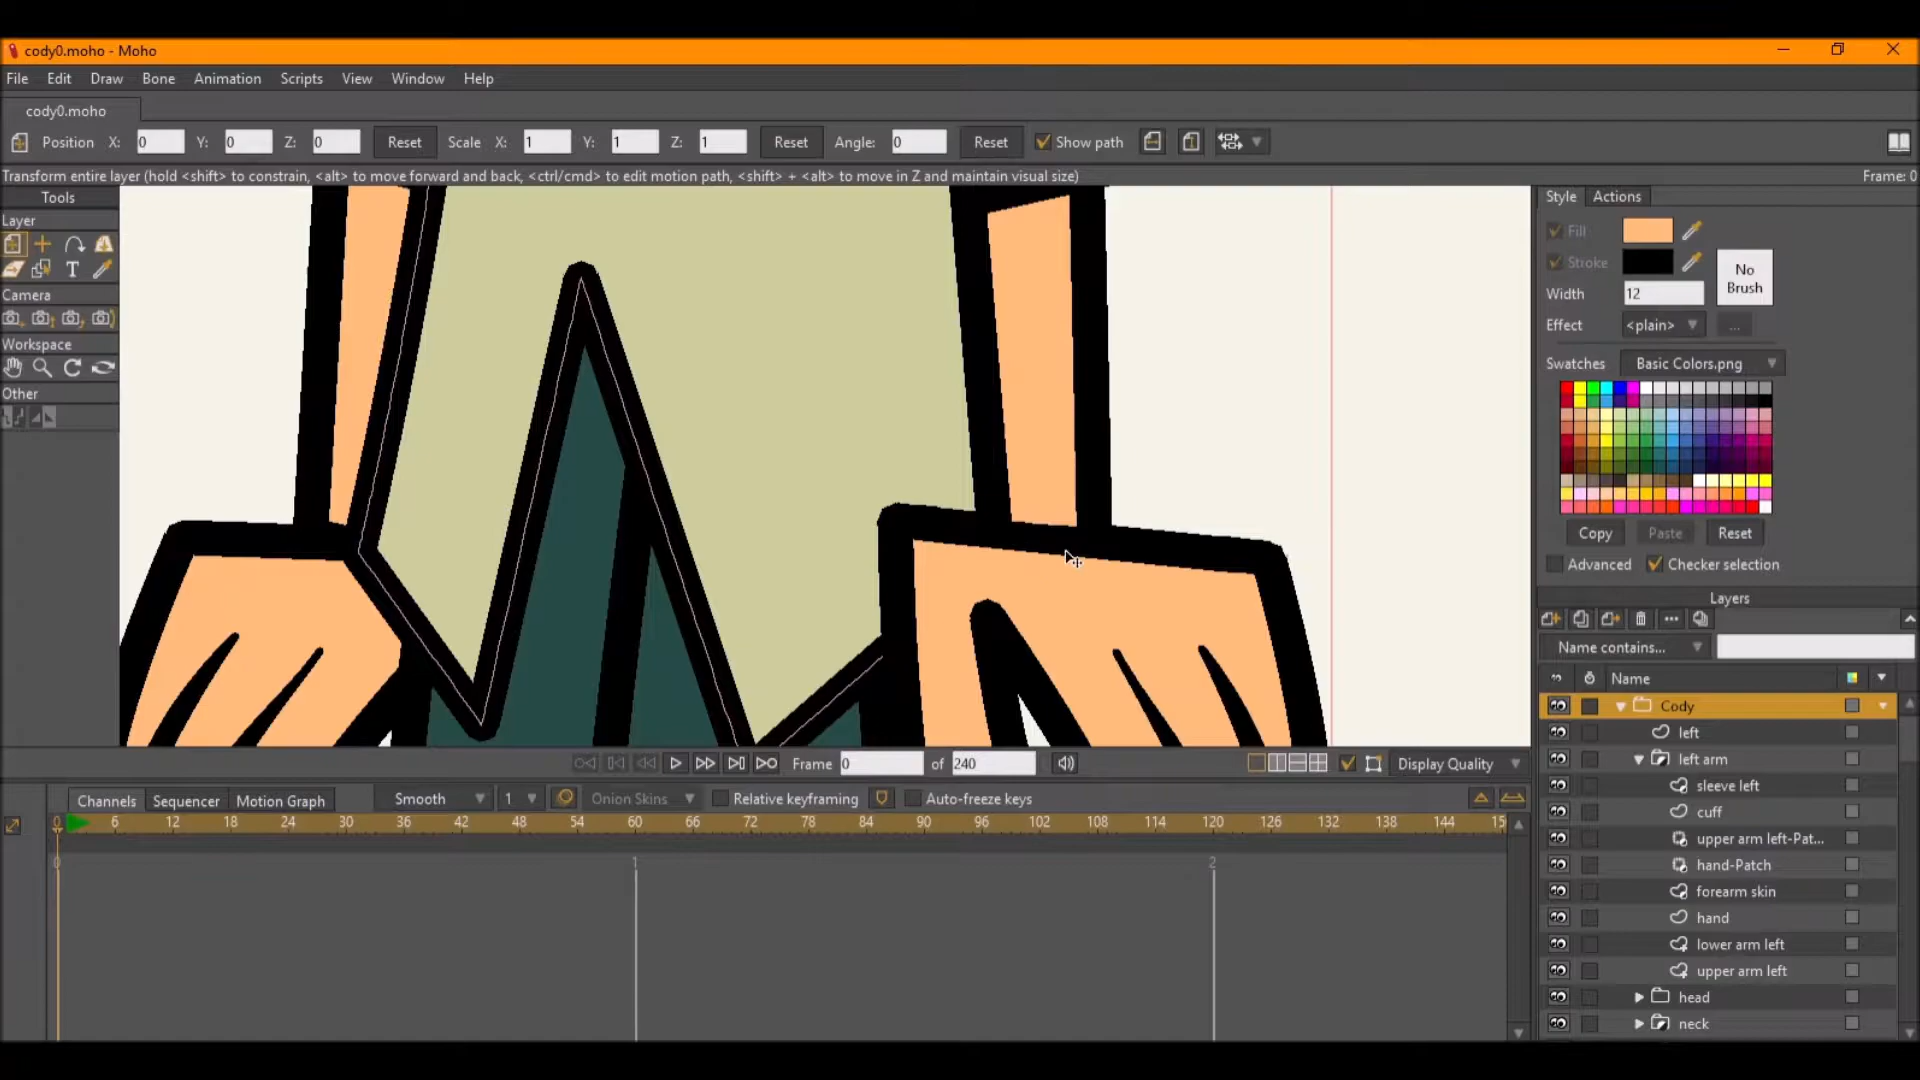 cody0.moho - Moho
File Edit Draw Bone Animation Scripts View Window Help
cody0.moho
Position X: 0 Y: 0 Z: 0 Reset Scale X: 1 Y: 1 Z: 1 Reset Angle: 0 Reset Show path
Transform entire layer (hold <shift> to constrain, <alt> to move forward and back, <ctrl/cmd> to edit motion path, <shift> + <alt> to move in Z and maintain visual size) Frame: 0
Tools
Layer
Camera
Workspace
Other
Style Actions
Fill
Stroke
No
Brush
Width 12
Effect <plain> ...
Swatches Basic Colors.png
Copy Paste Reset
Advanced Checker selection
Layers
Name contains...
Name
Cody
left
left arm
sleeve left
cuff
upper arm left-Pat...
hand-Patch
forearm skin
hand
lower arm left
upper arm left
head
neck
Frame 0 of 240 Display Quality
Channels Sequencer Motion Graph Smooth 1 Onion Skins Relative keyframing Auto-freeze keys
0 6 12 18 24 30 36 42 48 54 60 66 72 78 84 90 96 102 108 114 120 126 132 138 144 15
0 1 2